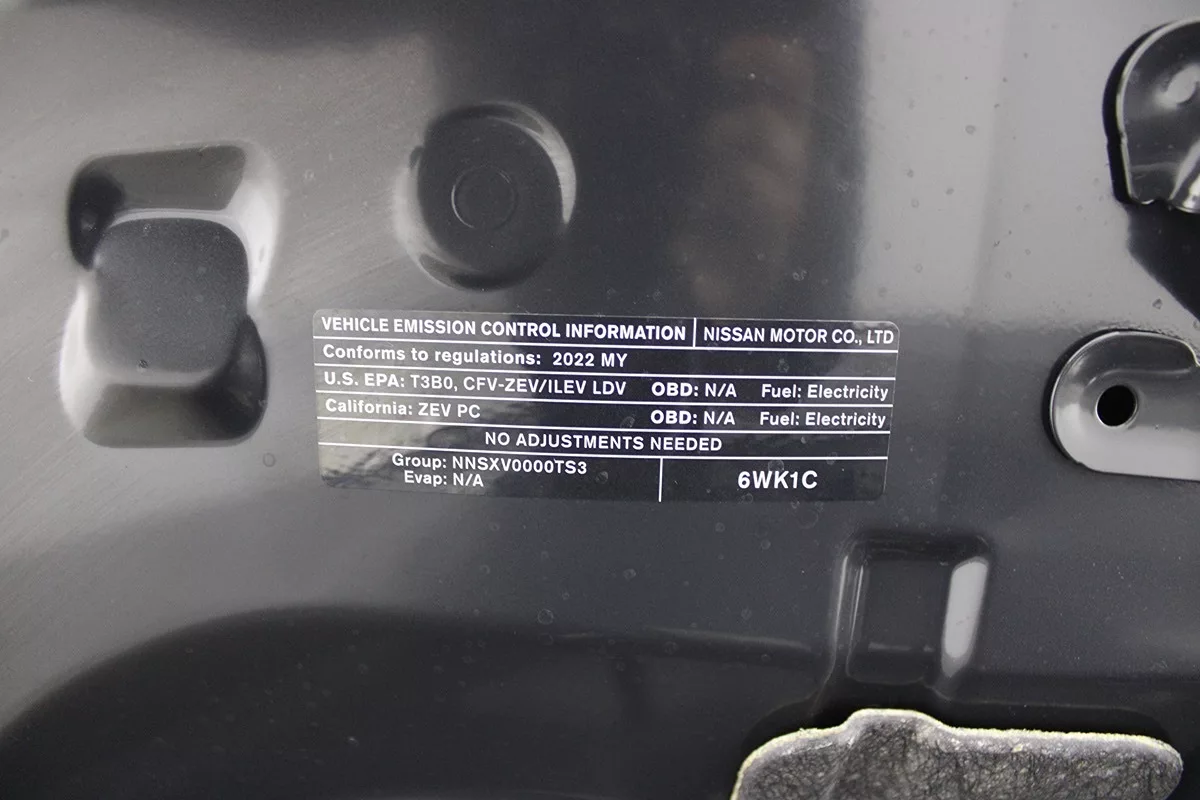 VEHICLE EMISSION CONTROL INFORMATION NISSAN MOTOR CO., LTD
Conforms to regulations: 2022 MY
U.S. EPA: T3B0, CFV-ZEV/ILEV LDV OBD: N/A Fuel: Electricity
California: ZEV PC OBD: N/A Fuel: Electricity
NO ADJUSTMENTS NEEDED
Group: NNSXV0000TS3
Evap: N/A
6WK1C